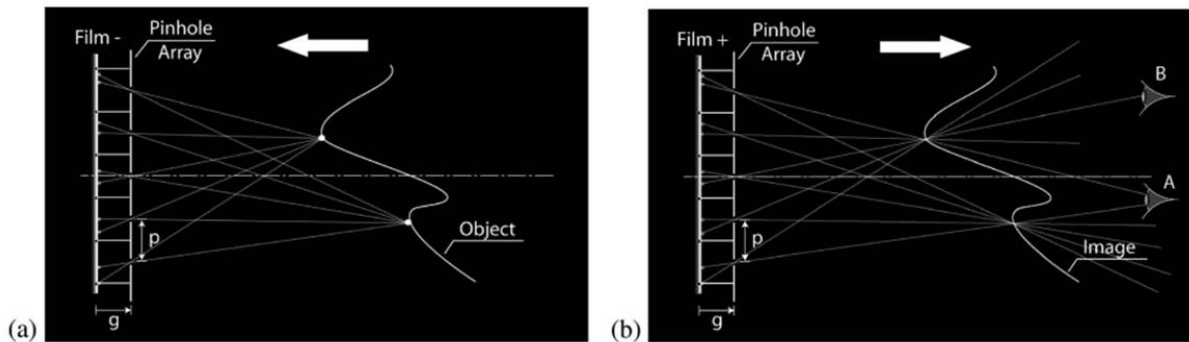 Film -
Pinhole
Array
Object
p
g
(a)
Film +
Pinhole
Array
B
A
p
Image
g
(b)